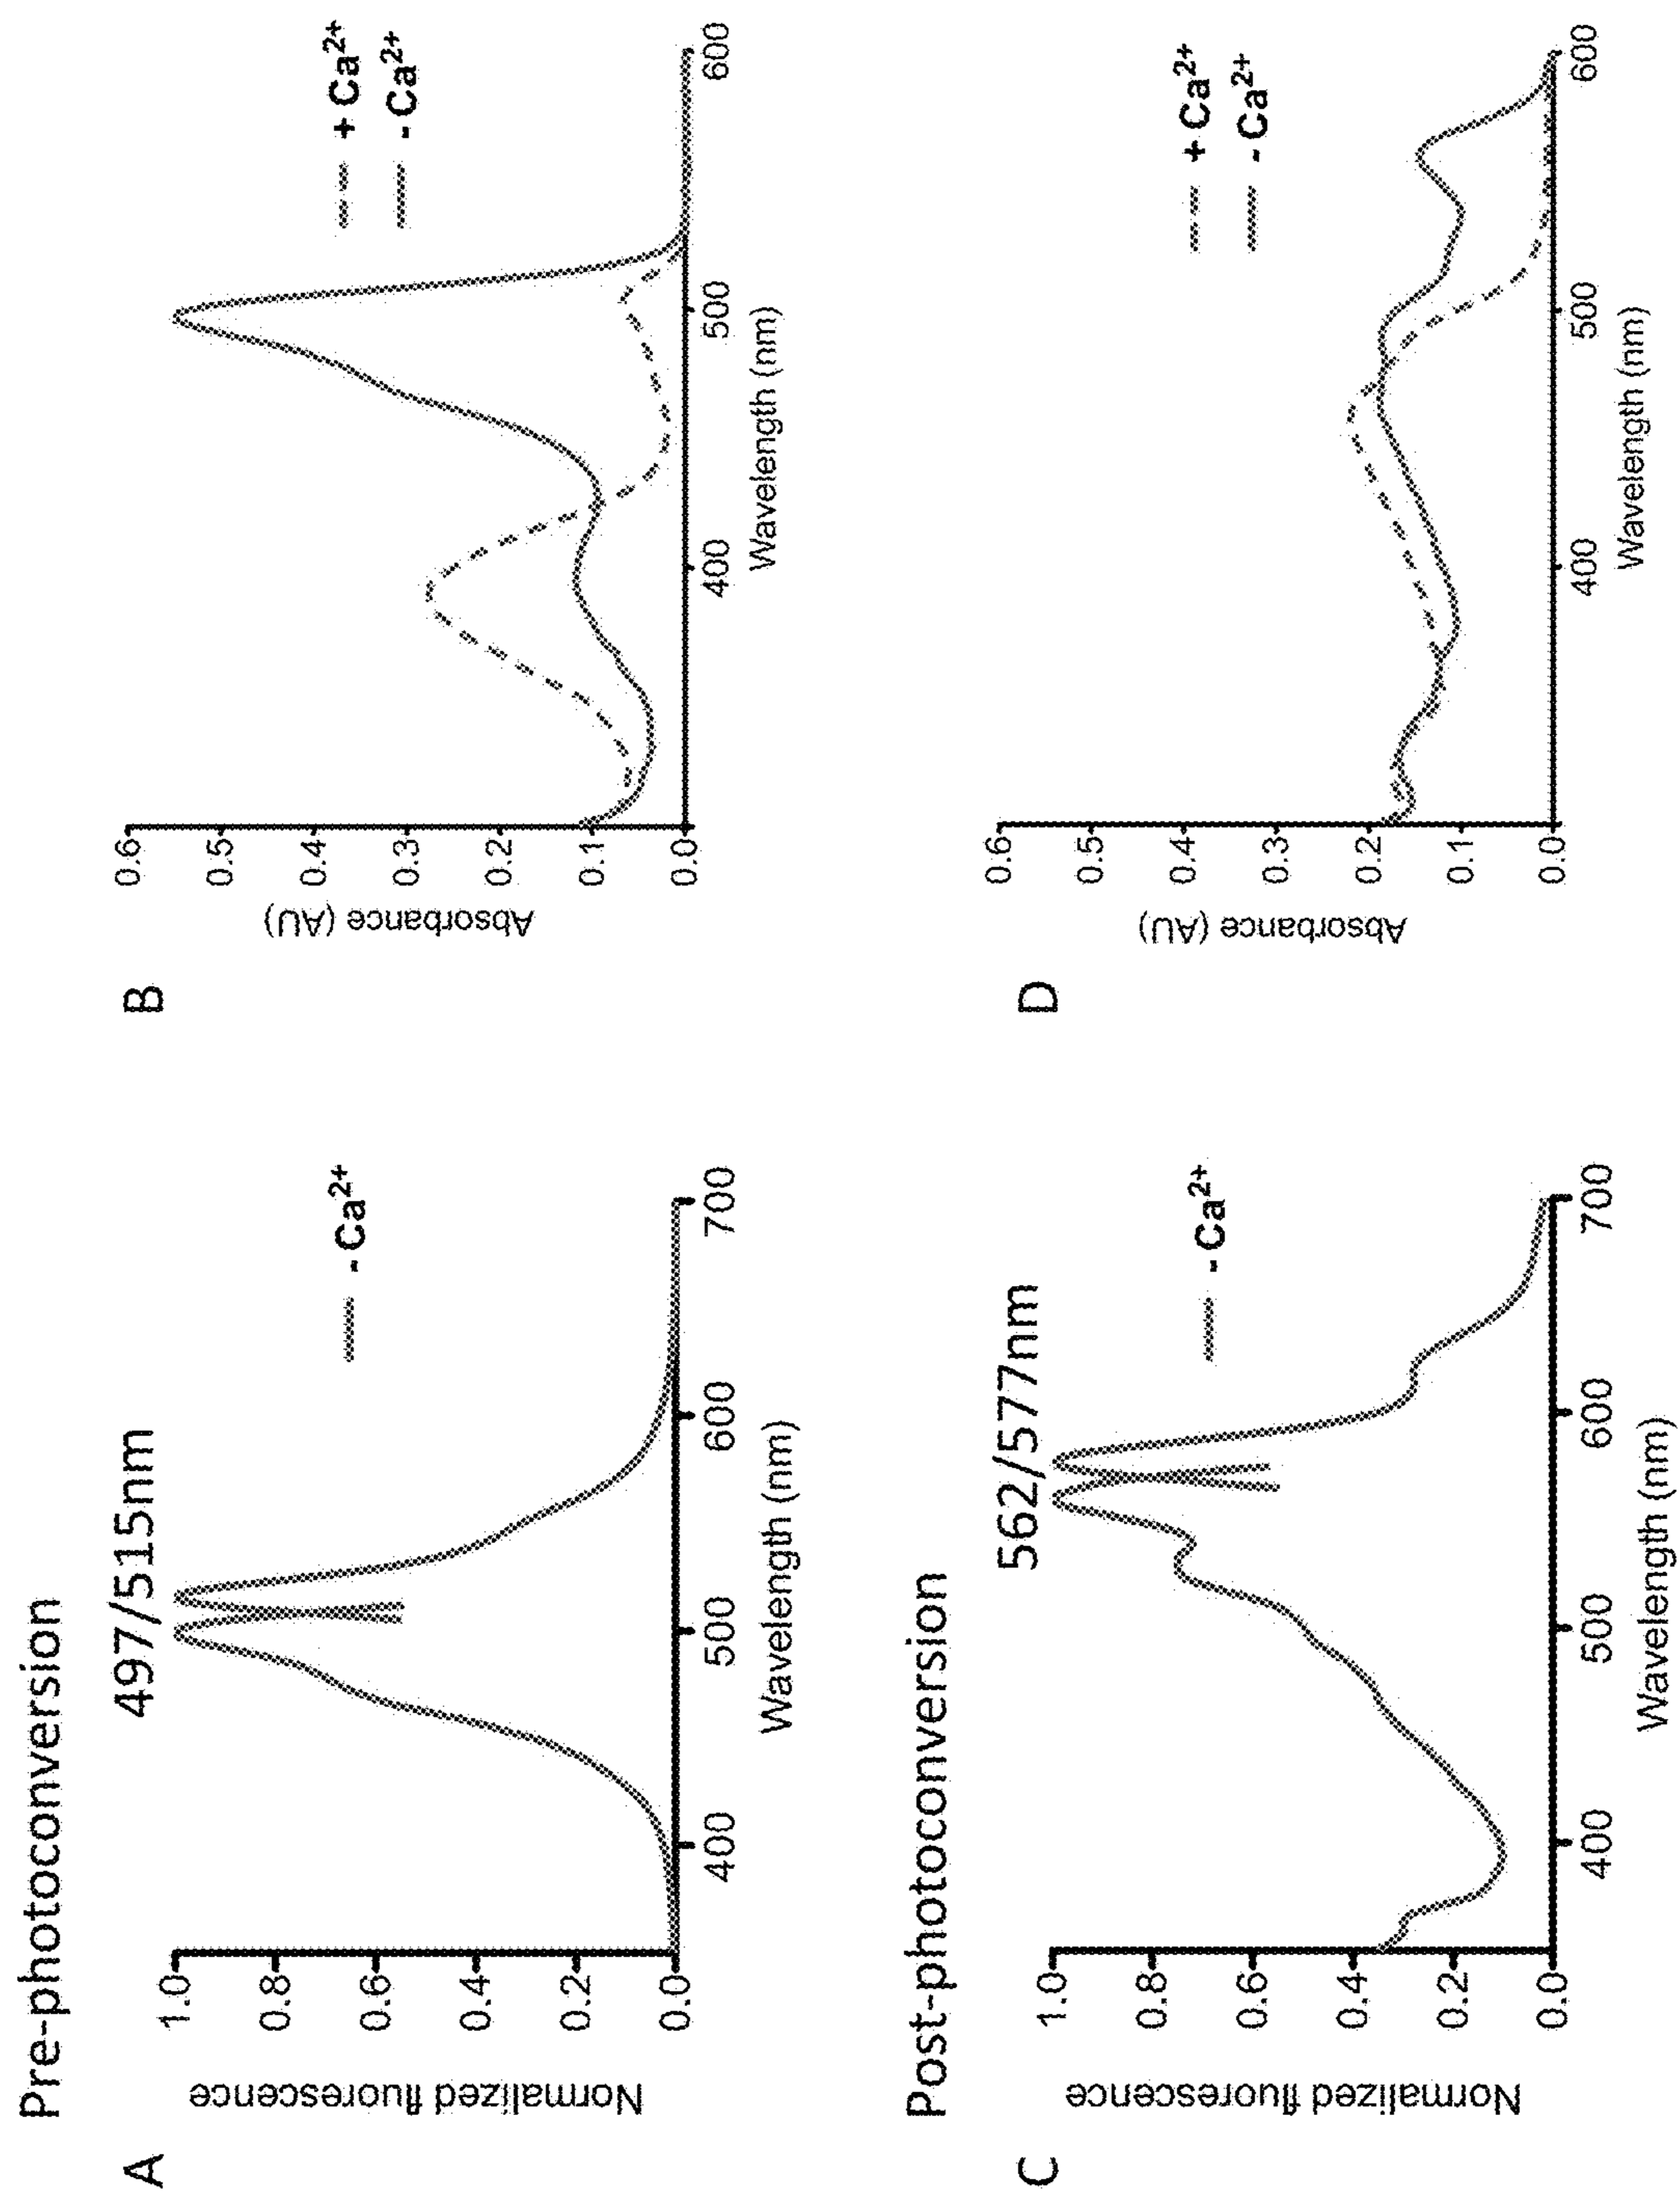 Pre-photoconversion
A
497/515nm
- Ca2+
Normalized fluorescence
1.0
0.8
0.6
0.4
0.2
0.0
400
500
600
700
Wavelength (nm)
B
+ Ca2+
- Ca2+
Absorbance (AU)
0.6
0.5
0.4
0.3
0.2
0.1
0.0
400
500
600
Wavelength (nm)
Post-photoconversion
C
562/577nm
- Ca2+
Normalized fluorescence
1.0
0.8
0.6
0.4
0.2
0.0
400
500
600
700
Wavelength (nm)
D
+ Ca2+
- Ca2+
Absorbance (AU)
0.6
0.5
0.4
0.3
0.2
0.1
0.0
400
500
600
Wavelength (nm)